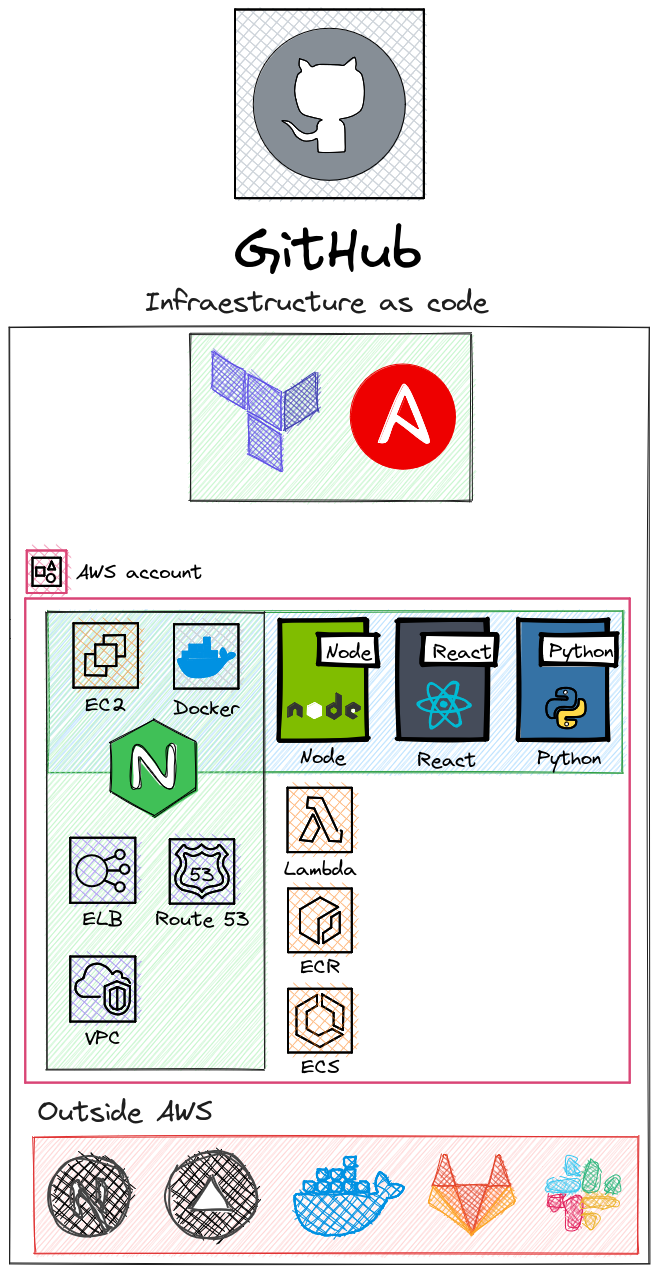 GitHub
Infraestructure as code
AWS account
Node
React
Python
EC2
Docker
node
Node
React
Python
N
Lambda
53
ELB
Route 53
ECR
VPC
ECS
Outside AWS
N